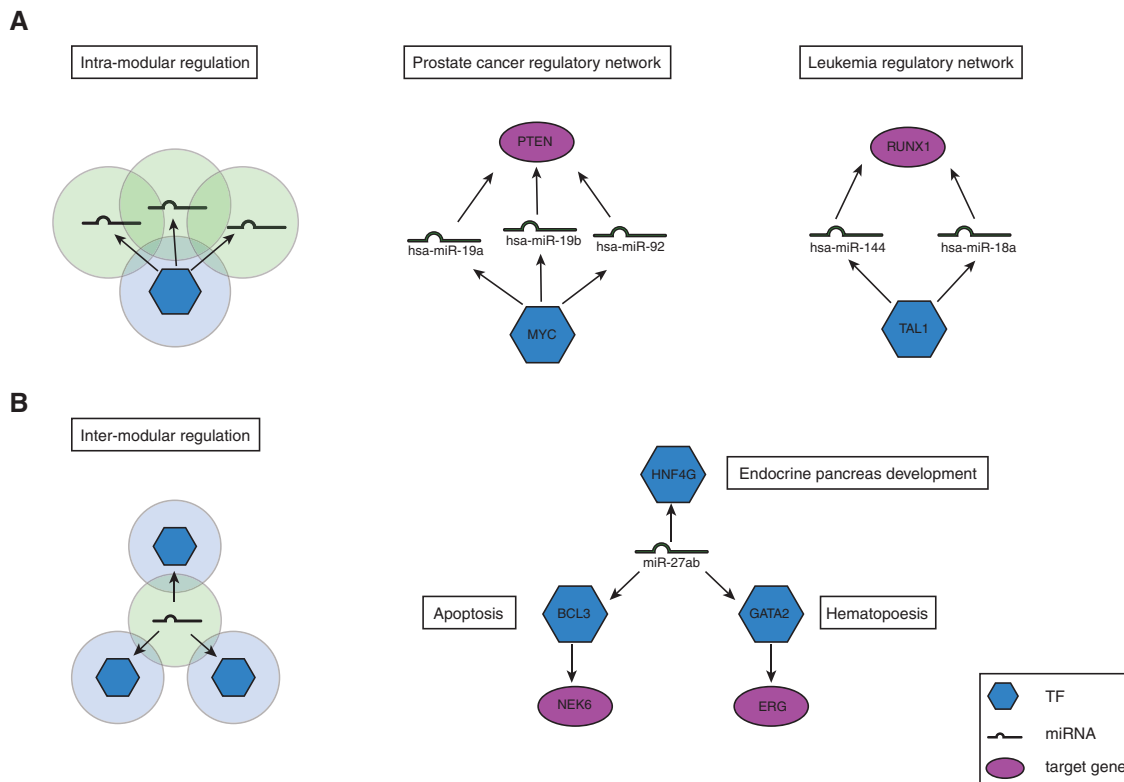 A
Intra-modular regulation
Prostate cancer regulatory network
Leukemia regulatory network
PTEN
RUNX1
hsa-miR-19a
hsa-miR-19b
hsa-miR-92
hsa-miR-144
hsa-miR-18a
MYC
TAL1
B
Inter-modular regulation
HNF4G
Endocrine pancreas development
miR-27ab
Apoptosis
BCL3
GATA2
Hematopoesis
NEK6
ERG
TF
miRNA
target gene